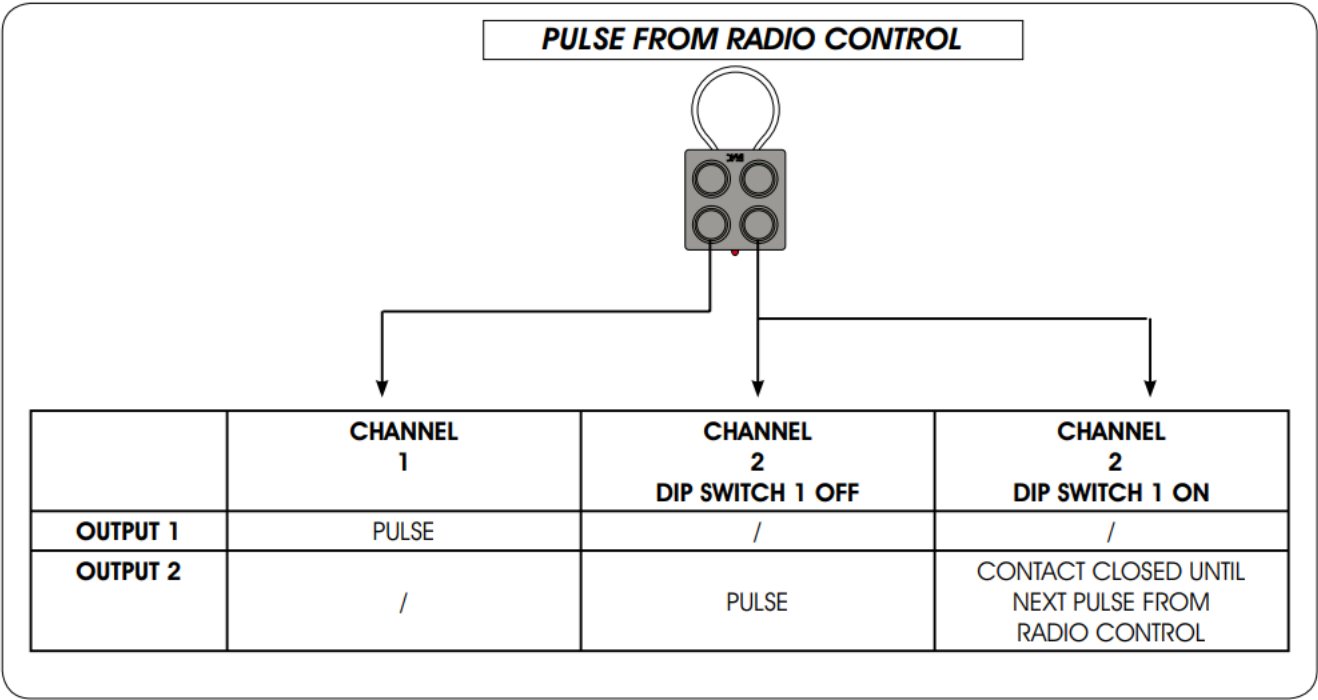 PULSE FROM RADIO CONTROL
CHANNEL
1
CHANNEL
2
DIP SWITCH 1 OFF
CHANNEL
2
DIP SWITCH 1 ON
OUTPUT 1
PULSE
/
/
OUTPUT 2
/
PULSE
CONTACT CLOSED UNTIL
NEXT PULSE FROM
RADIO CONTROL